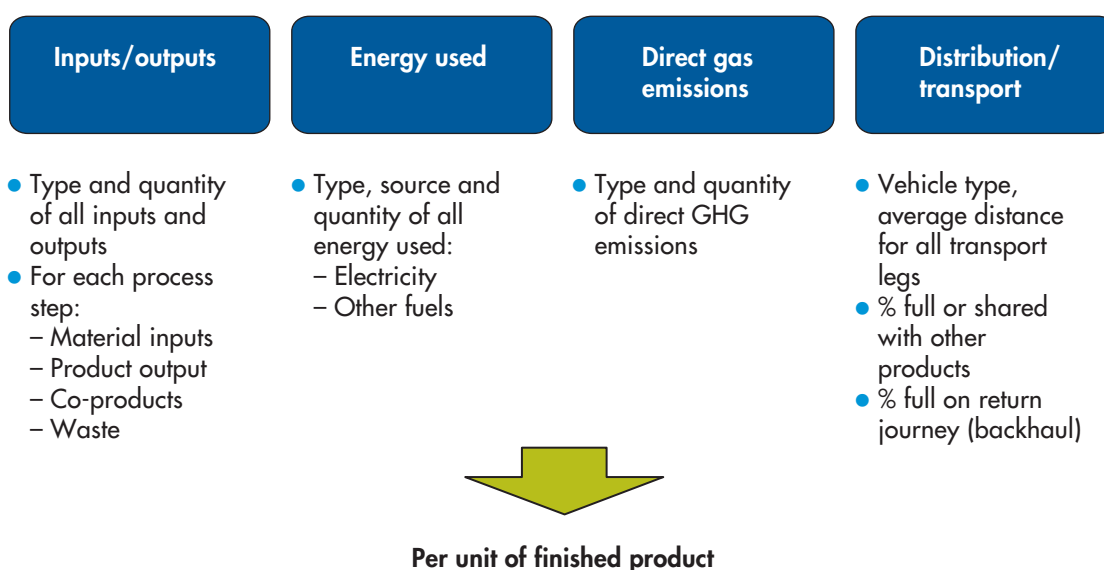 Inputs/outputs
Energy used
Direct gas
emissions
Distribution/
transport
● Type and quantity
of all inputs and
outputs
● For each process
step:
– Material inputs
– Product output
– Co-products
– Waste
● Type, source and
quantity of all
energy used:
– Electricity
– Other fuels
● Type and quantity
of direct GHG
emissions
● Vehicle type,
average distance
for all transport
legs
● % full or shared
with other
products
● % full on return
journey (backhaul)
Per unit of finished product